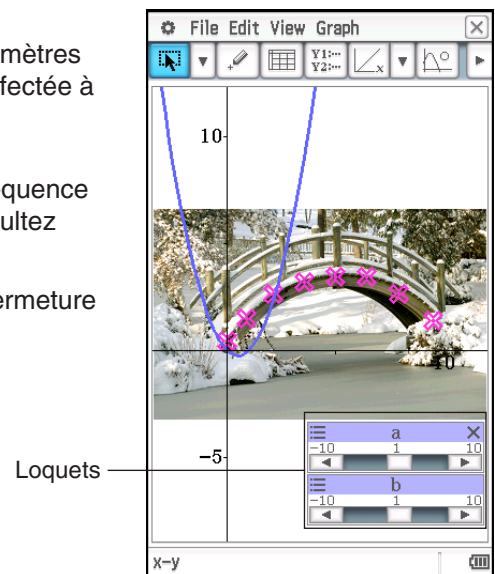 mètres
fectée à
équence
ultez
ermeture
Loquets
File Edit View Graph
Y1:···
Y2:···
x
10
10
-5
a
-10 1 10
b
-10 1 10
x-y